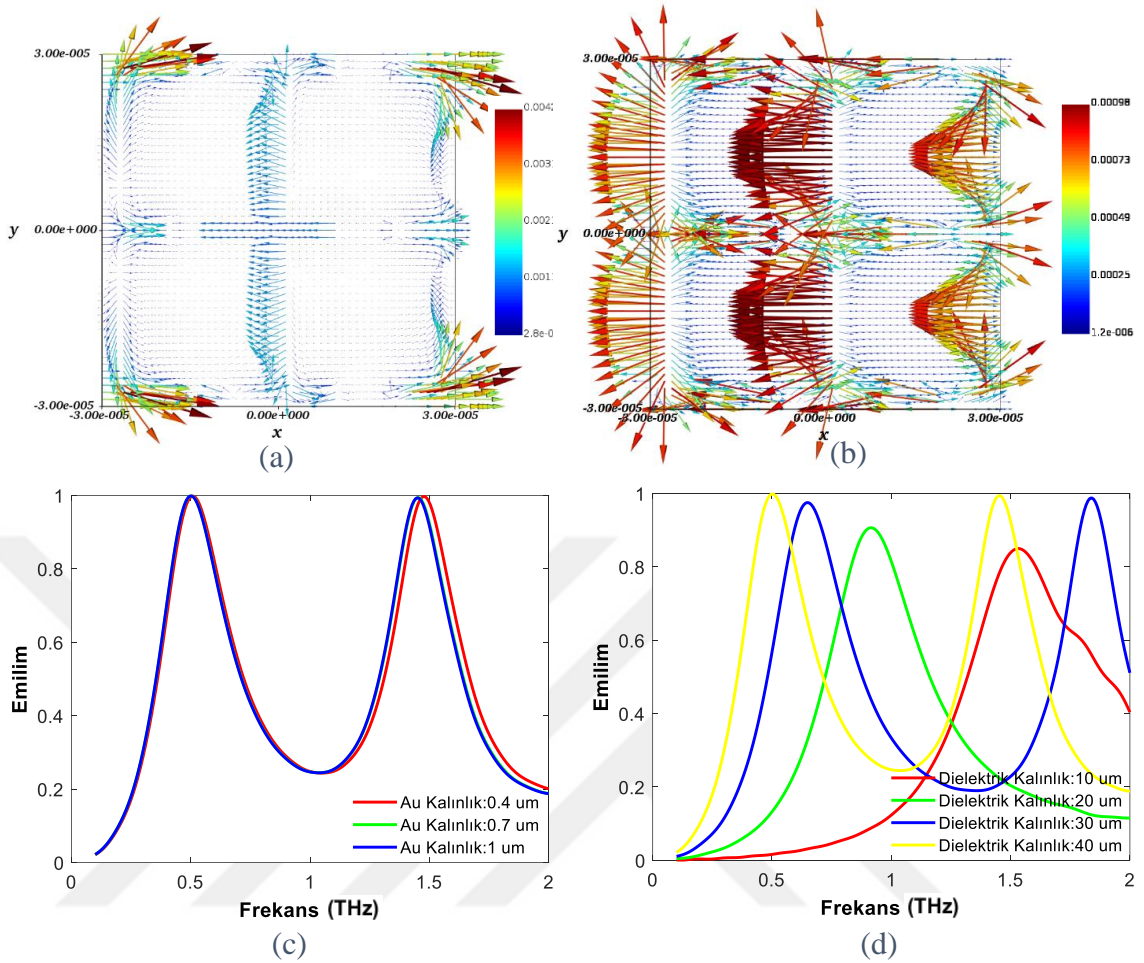 (a)
3.00e-005
y
0.00e+000
-3.00e-005
-3.00e-005
0.00e+000
3.00e-005
x
0.0042
0.003
0.002
0.001
2.8e-0
(b)
3.00e-005
y
0.00e+000
-3.00e-005
-3.00e-005
0.00e+000
3.00e-005
x
0.00098
0.00073
0.00049
0.00025
1.2e-006
(a)
(b)
1
0.8
0.6
0.4
0.2
0
Emilim
Au Kalınlık:0.4 um
Au Kalınlık:0.7 um
Au Kalınlık:1 um
0
0.5
1
1.5
2
Frekans (THz)
(c)
1
0.8
0.6
0.4
0.2
0
Emilim
Dielektrik Kalınlık:10 um
Dielektrik Kalınlık:20 um
Dielektrik Kalınlık:30 um
Dielektrik Kalınlık:40 um
0
0.5
1
1.5
2
Frekans (THz)
(d)